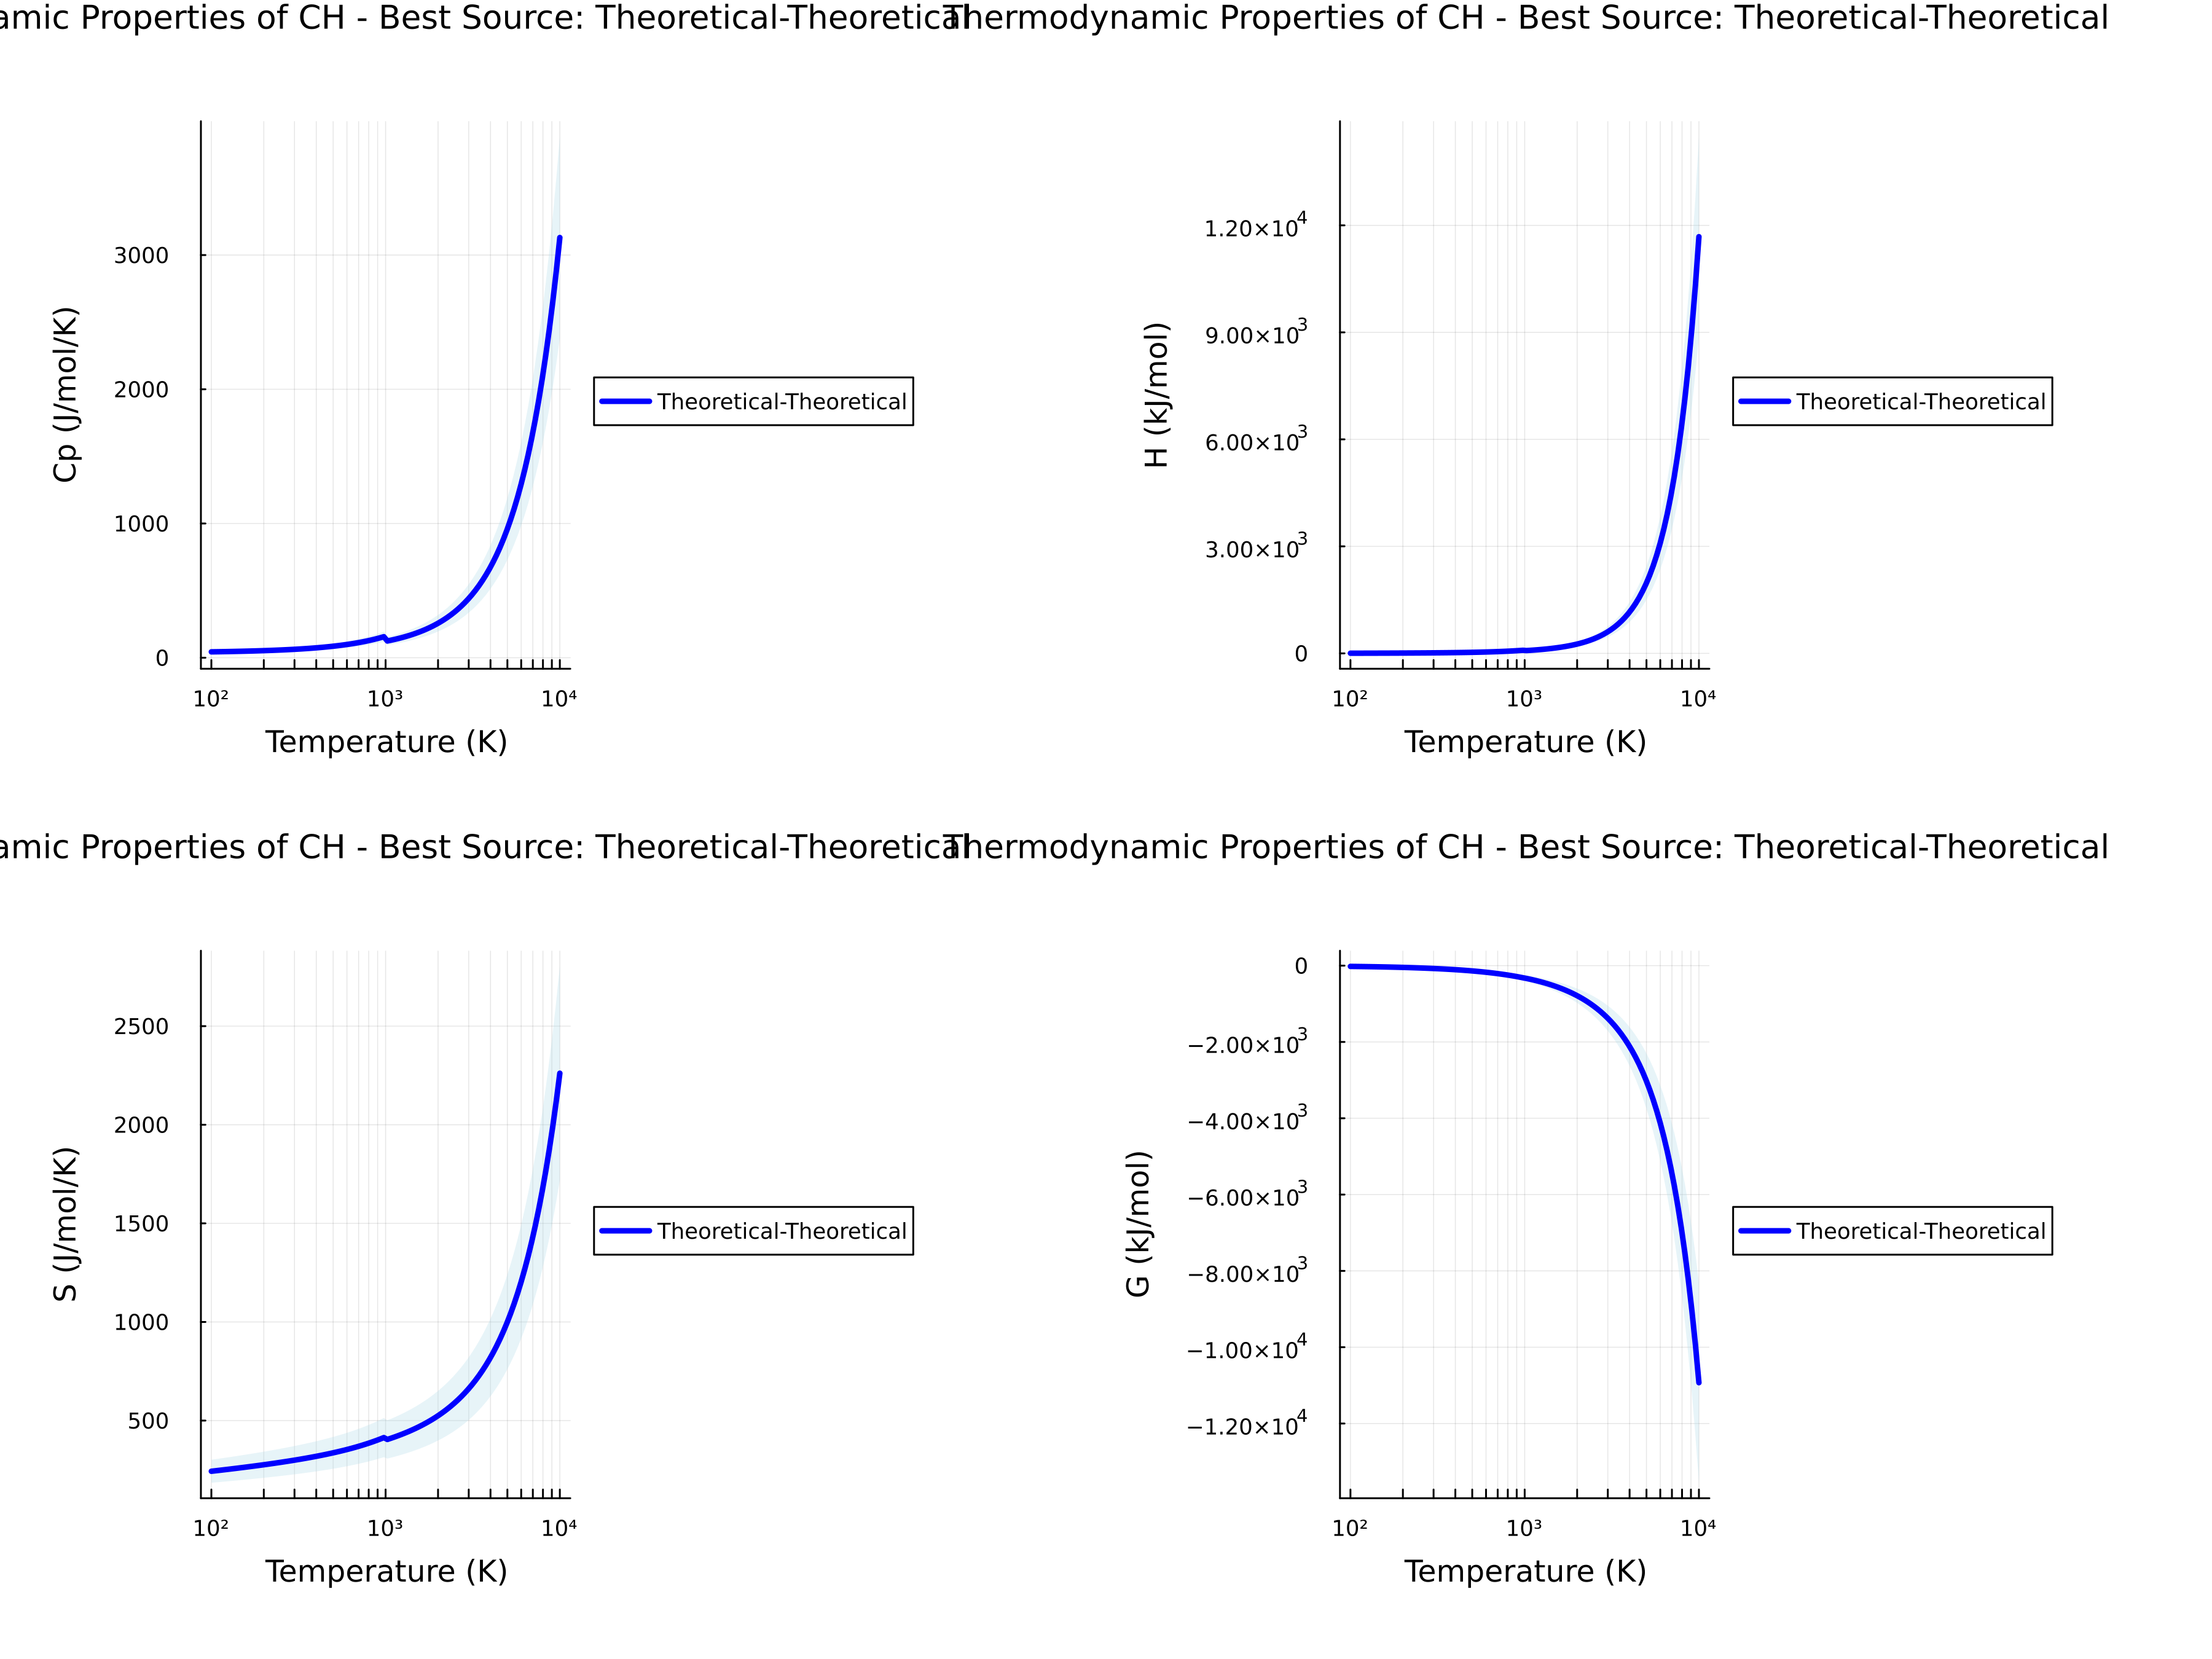 amic Properties of CH - Best Source: Theoretical-Theoretical
Thermodynamic Properties of CH - Best Source: Theoretical-Theoretical
Cp (J/mol/K)
3000
2000
1000
0
10² 10³ 10⁴
Temperature (K)
Theoretical-Theoretical
H (kJ/mol)
1.20×10⁴
9.00×10³
6.00×10³
3.00×10³
0
10² 10³ 10⁴
Temperature (K)
Theoretical-Theoretical
amic Properties of CH - Best Source: Theoretical-Theoretical
Thermodynamic Properties of CH - Best Source: Theoretical-Theoretical
S (J/mol/K)
2500
2000
1500
1000
500
10² 10³ 10⁴
Temperature (K)
Theoretical-Theoretical
G (kJ/mol)
0
−2.00×10³
−4.00×10³
−6.00×10³
−8.00×10³
−1.00×10⁴
−1.20×10⁴
10² 10³ 10⁴
Temperature (K)
Theoretical-Theoretical